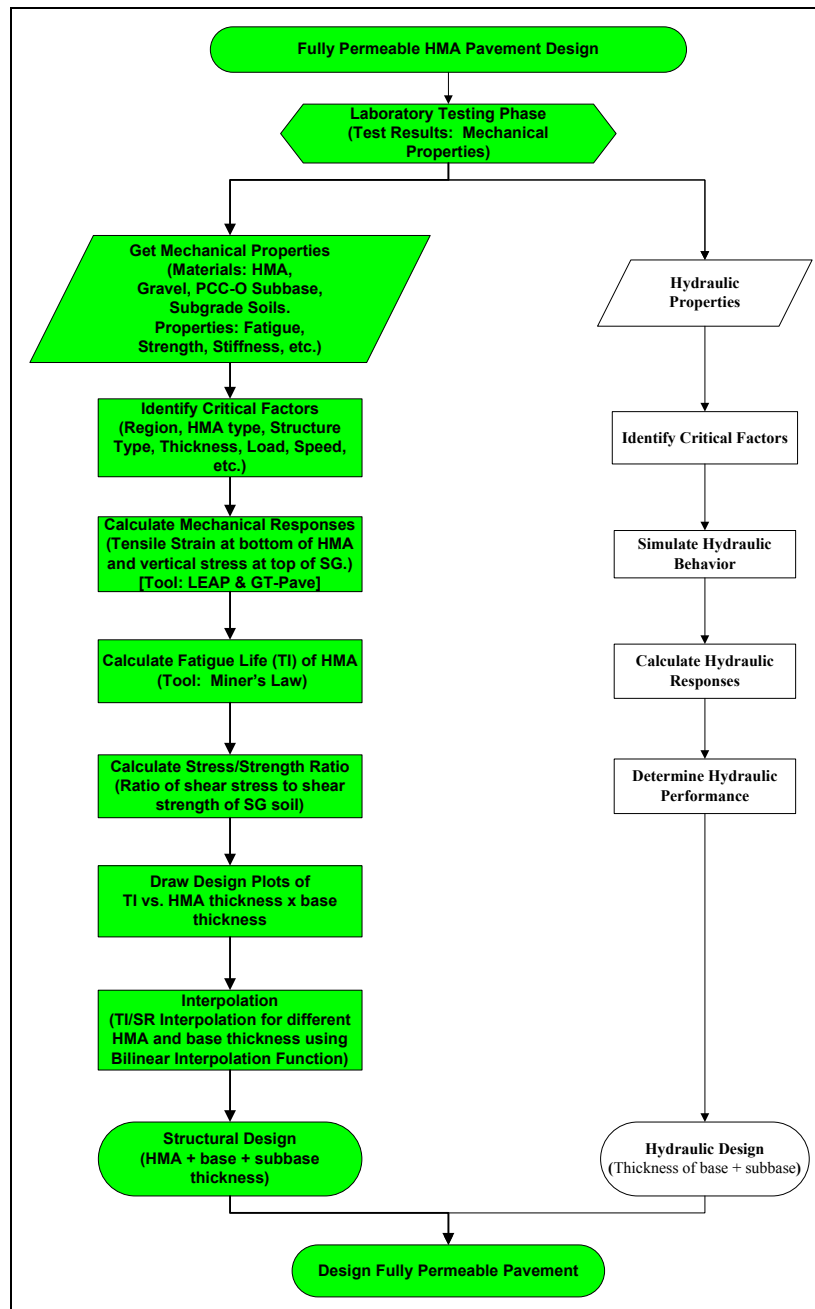 Fully Permeable HMA Pavement Design
Laboratory Testing Phase
(Test Results:  Mechanical
Properties)
Get Mechanical Properties
(Materials: HMA,
Gravel, PCC-O Subbase,
Subgrade Soils.
Properties: Fatigue,
Strength, Stiffness, etc.)
Identify Critical Factors
(Region, HMA type, Structure
Type, Thickness, Load, Speed,
etc.)
Calculate Mechanical Responses
(Tensile Strain at bottom of HMA
and vertical stress at top of SG.)
[Tool: LEAP & GT-Pave]
Calculate Fatigue Life (TI) of HMA
(Tool:  Miner's Law)
Calculate Stress/Strength Ratio
(Ratio of shear stress to shear
strength of SG soil)
Draw Design Plots of
TI vs. HMA thickness x base
thickness
Interpolation
(TI/SR Interpolation for different
HMA and base thickness using
Bilinear Interpolation Function)
Structural Design
(HMA + base + subbase
thickness)
Hydraulic
Properties
Identify Critical Factors
Simulate Hydraulic
Behavior
Calculate Hydraulic
Responses
Determine Hydraulic
Performance
Hydraulic Design
(Thickness of base + subbase)
Design Fully Permeable Pavement